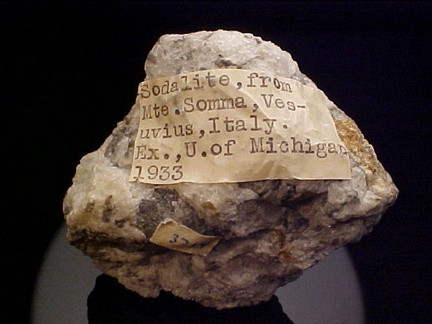 Sodalite, from
Mte. Somma, Ves-
uvius, Italy.
Ex., U. of Michigan
1933